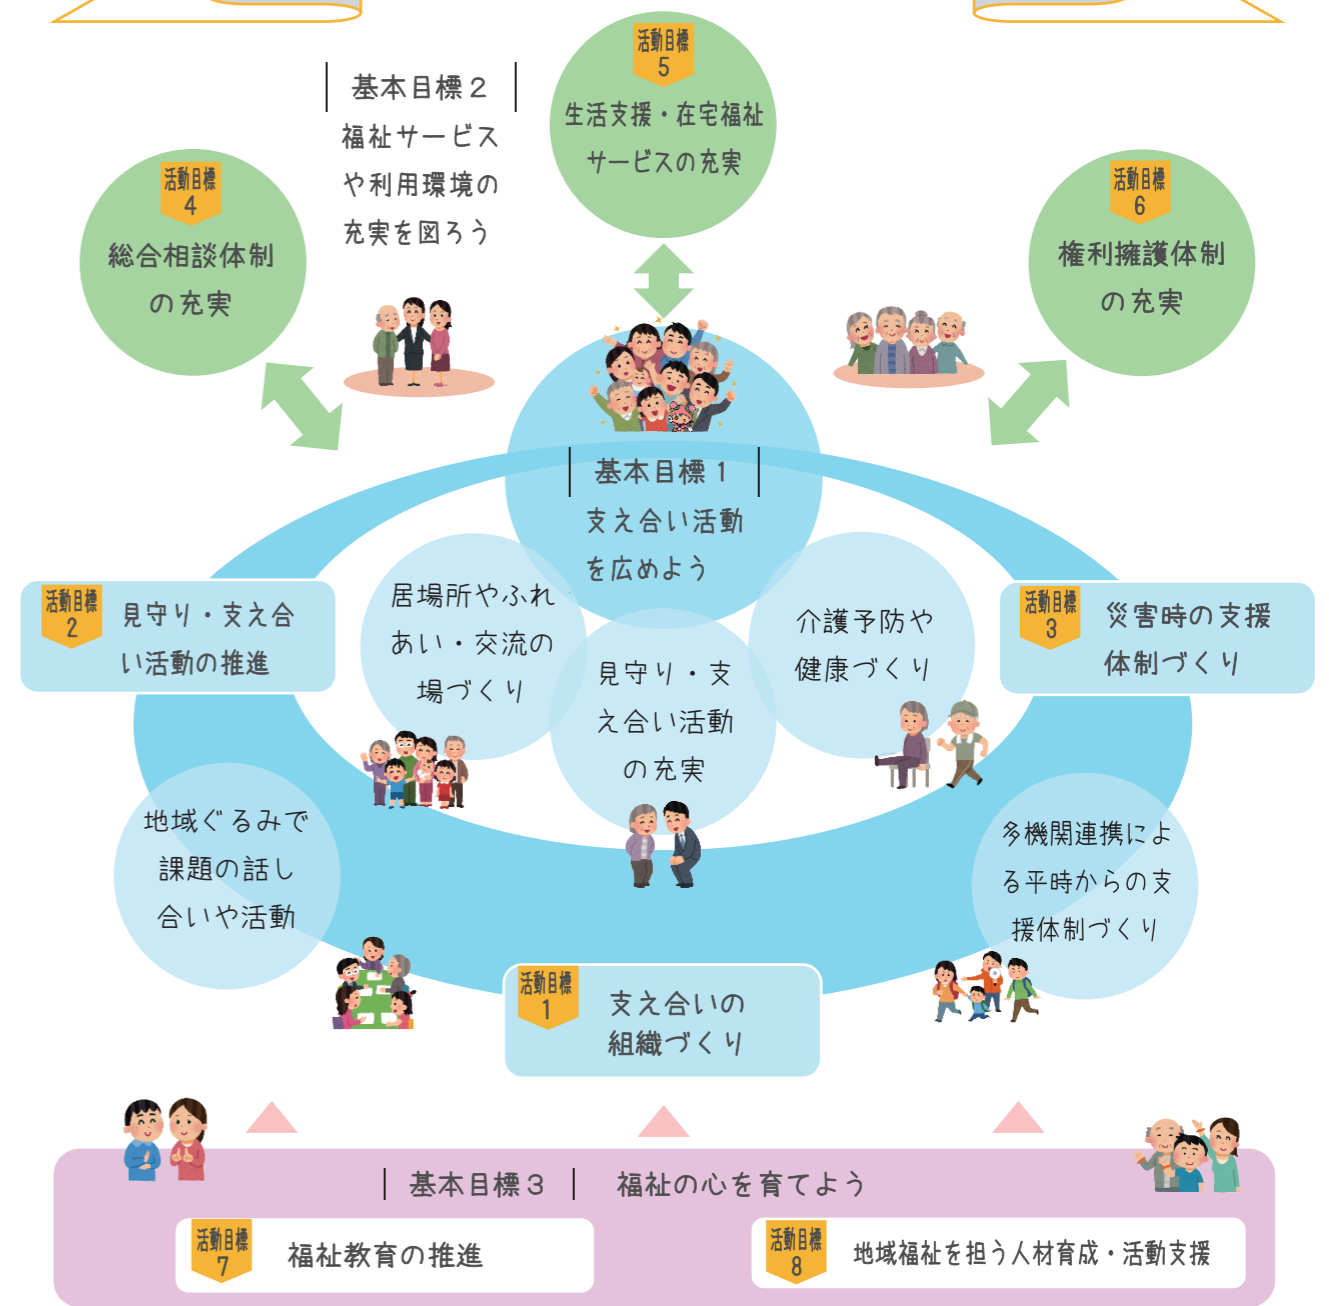 活動目標
5
生活支援・在宅福祉
サービスの充実
基本目標2
福祉サービス
や利用環境の
充実を図ろう
活動目標
4
総合相談体制
の充実
活動目標
6
権利擁護体制
の充実
基本目標1
支え合い活動
を広めよう
活動目標
2
見守り・支え合
い活動の推進
居場所やふれ
あい・交流の
場づくり
見守り・支
え合い活動
の充実
介護予防や
健康づくり
活動目標
3
災害時の支援
体制づくり
地域ぐるみで
課題の話し
合いや活動
多機関連携によ
る平時からの支
援体制づくり
活動目標
1
支え合いの
組織づくり
基本目標3 福祉の心を育てよう
活動目標
7
福祉教育の推進
活動目標
8
地域福祉を担う人材育成・活動支援